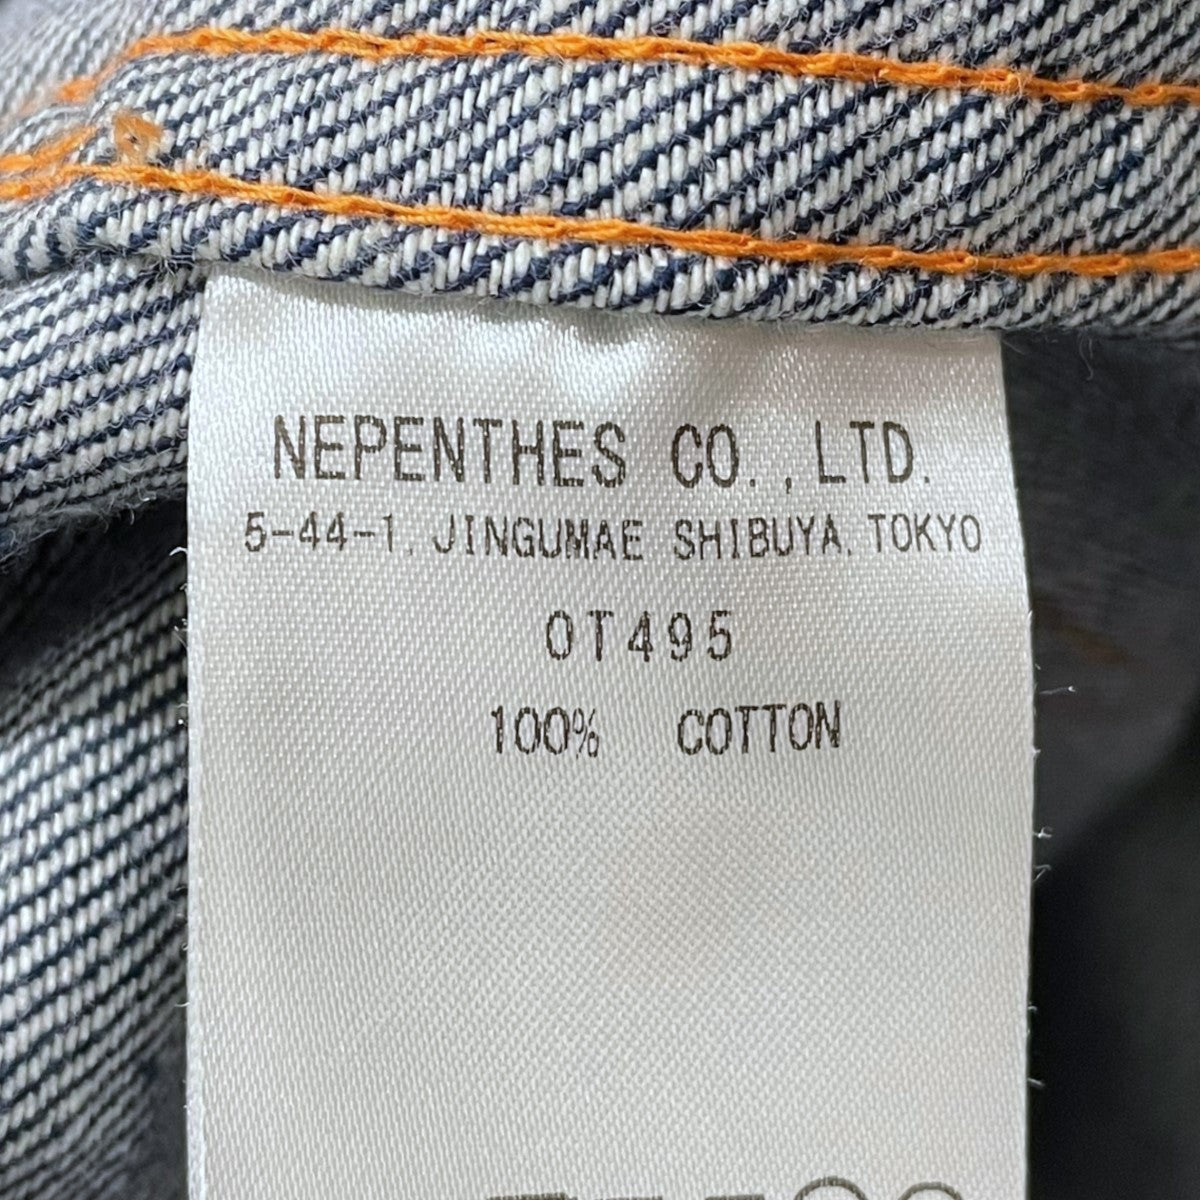 NEPENTHES CO., LTD.
5-44-1, JINGUMAE SHIBUYA, TOKYO
OT495
100% COTTON